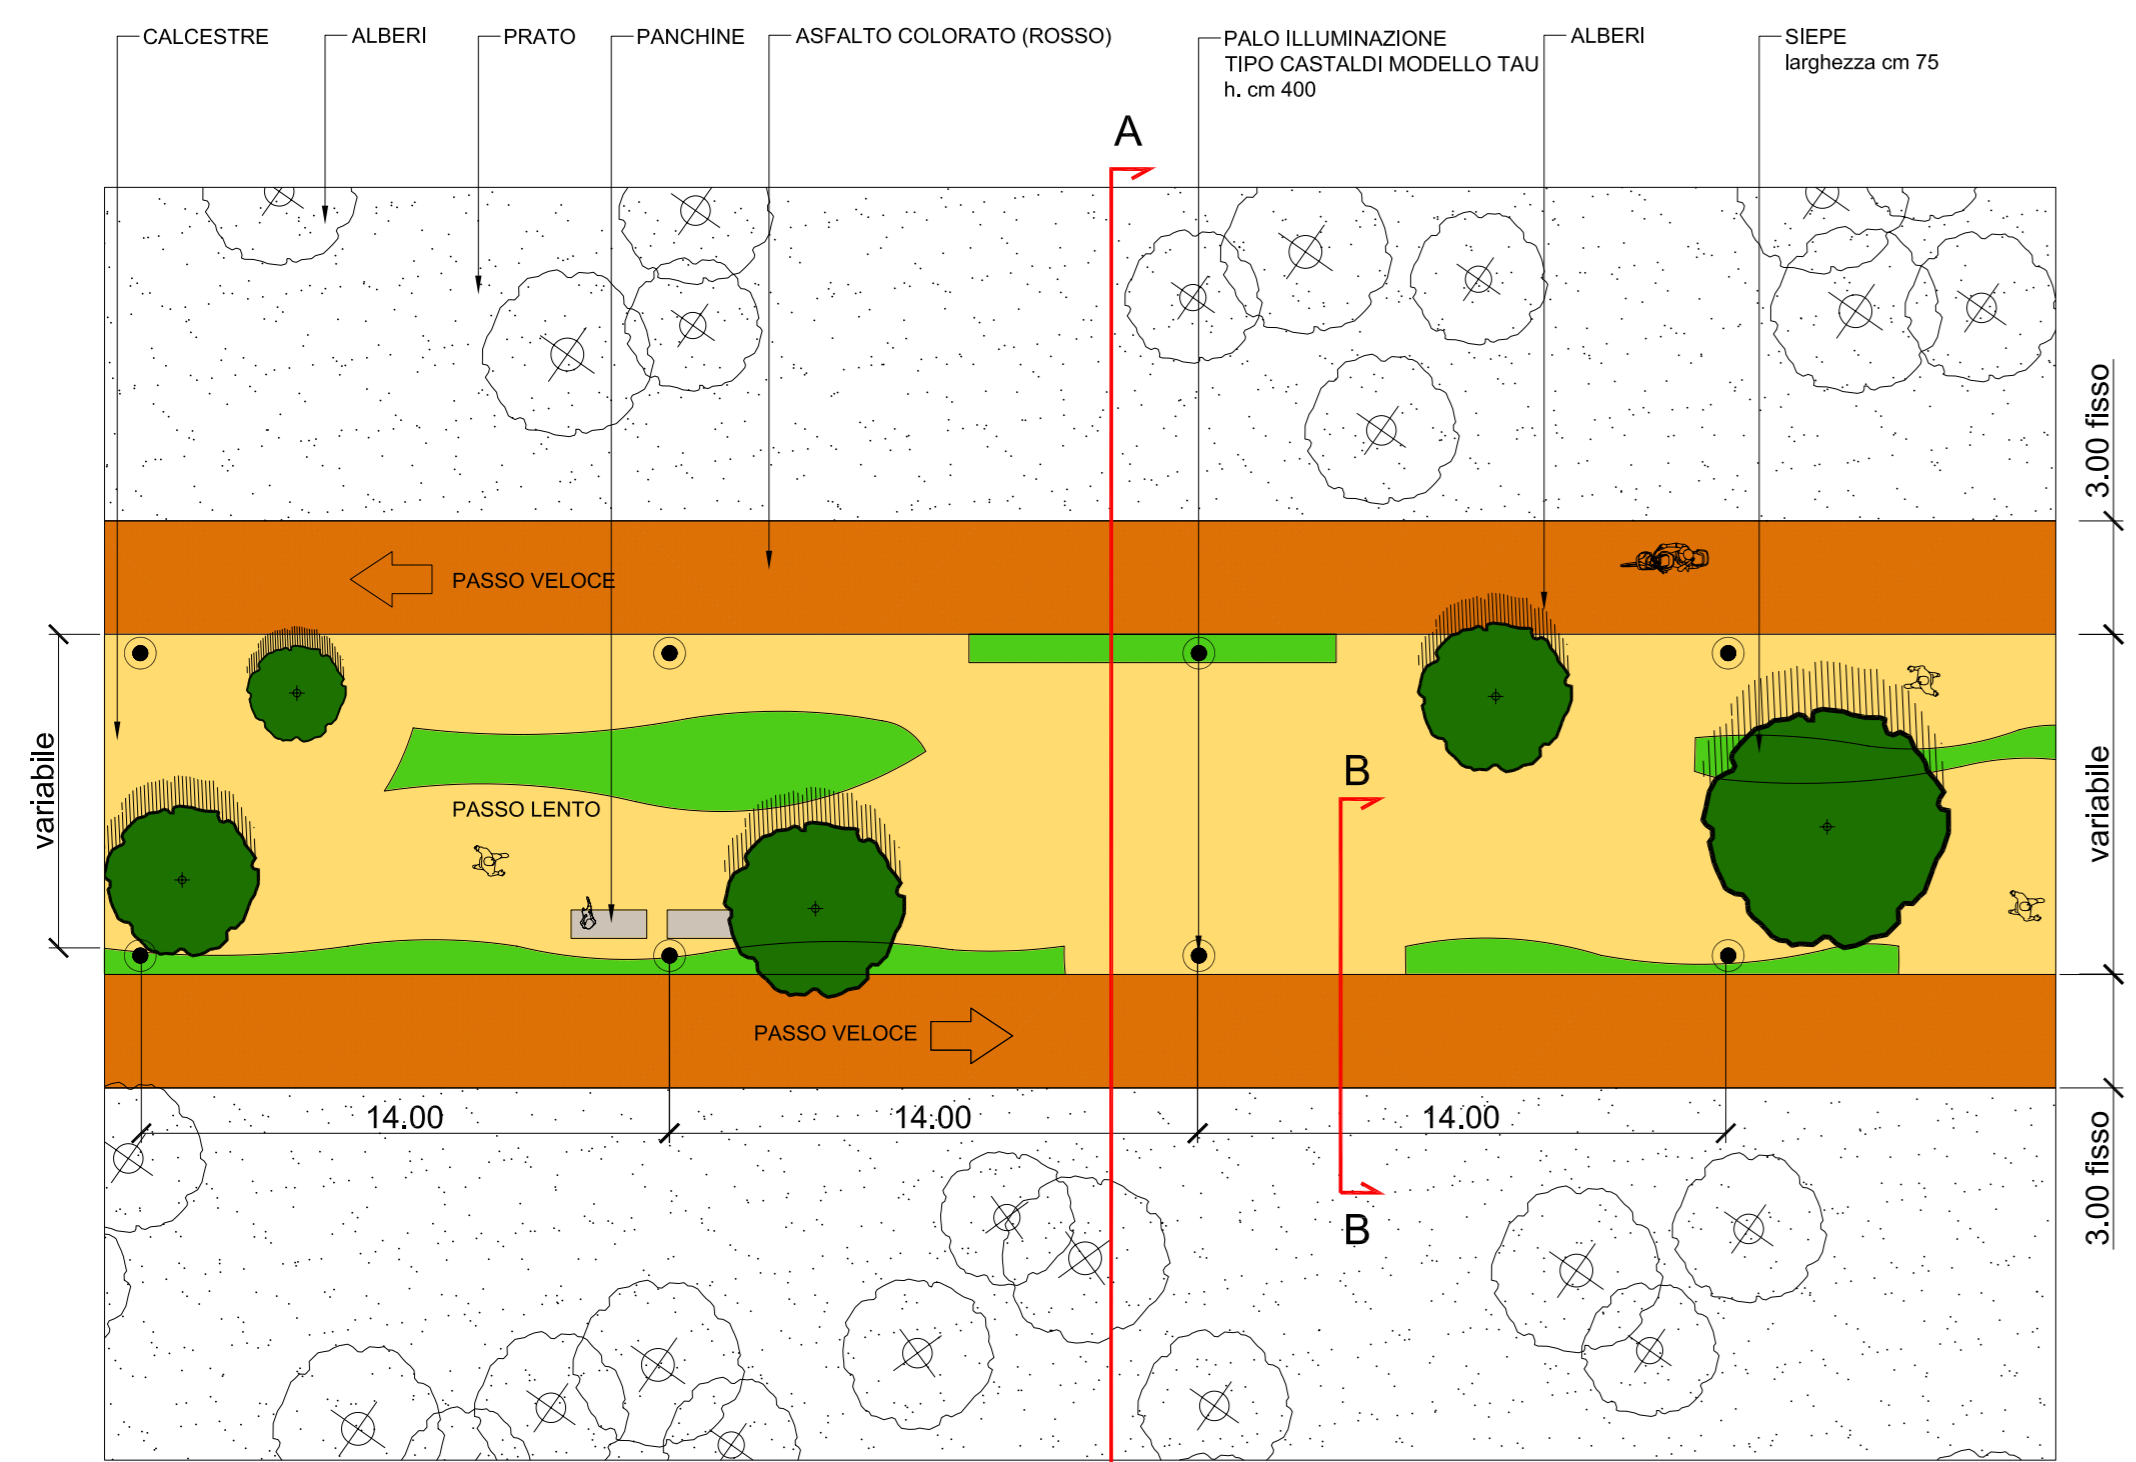 CALCESTRE
ALBERI
PRATO
PANCHINE
ASFALTO COLORATO (ROSSO)
PALO ILLUMINAZIONE
TIPO CASTALDI MODELLO TAU
h. cm 400
ALBERI
SIEPE
larghezza cm 75
A
3.00 fisso
PASSO VELOCE
variabile
PASSO LENTO
B
variabile
PASSO VELOCE
14.00
14.00
14.00
B
3.00 fisso